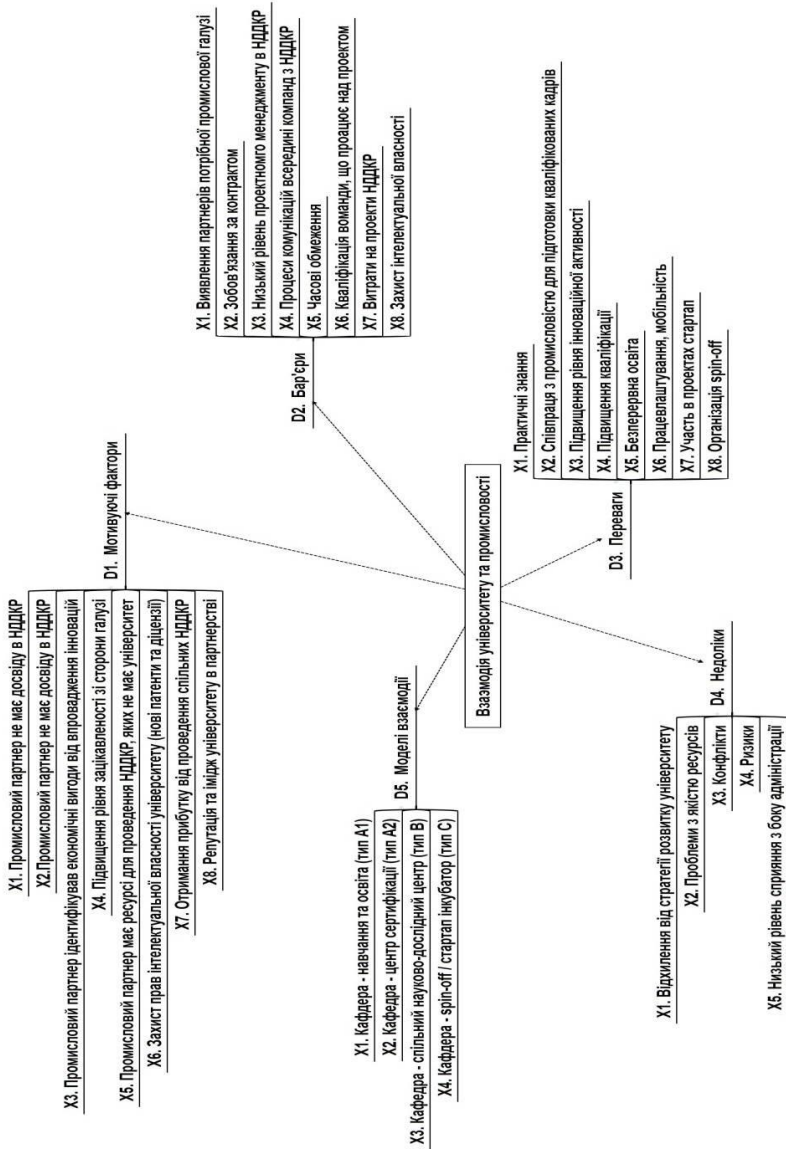 Взазмодія університету та промисловості
D1. Мотивуючі фактори
X1. Промисловий партнер не має досвіду в НДДКР
X2.Промисловий партнер не має досвіду в НДДКР
X3. Промисловий партнер ідентифікував економічні вигоди від впровадження інновацій
X4. Підвищення рівня зацікавленості зі сторони галузі
X5. Промисловий партнер має ресурсі для проведення НДДКР, яких не має університет
X6. Захист прав інтелектуальної власності університету (нові патенти та діцензії)
X7. Отримання прибутку від проведення спільних НДДКР
X8. Репутація та імідж університету в партнерстві
D2. Бар'єри
X1. Виявлення партнерів потрібної промислової галузі
X2. Зобов'язання за контрактом
X3. Низький рівень проектномго менеджменту в НДДКР
X4. Процеси комунікацій всередині компанд з НДДКР
X5. Часові обмеження
X6. Кваліфікація воманди, що проацює над проектом
X7. Витрати на проекти НДДКР
X8. Захист інтелектуальної власності
D3. Переваги
X1. Практичні знання
X2. Співпраця з промисловістю для підготовки кваліфікованих кадрів
X3. Підвищення рівня інноваційної активності
X4. Підвищення кваліфікації
X5. Безперервна освіта
X6. Працевлаштування, мобільність
X7. Участь в проектах стартап
X8. Організація spin-off
D4. Недоліки
X1. Відхилення від стратегії розвитку університету
X2. Проблеми з якістю ресурсів
X3. Конфлікти
X4. Ризики
X5. Низький рівень сприяння з боку адміністрації
D5. Моделі взаємодії
X1. Кафдера - навчання та освіта (тип А1)
X2. Кафедра - центр сертифікації (тип А2)
X3. Кафедра - спільний науково-дослідний центр (тип В)
X4. Кафдера - spin-off / стартап інкубатор (тип С)